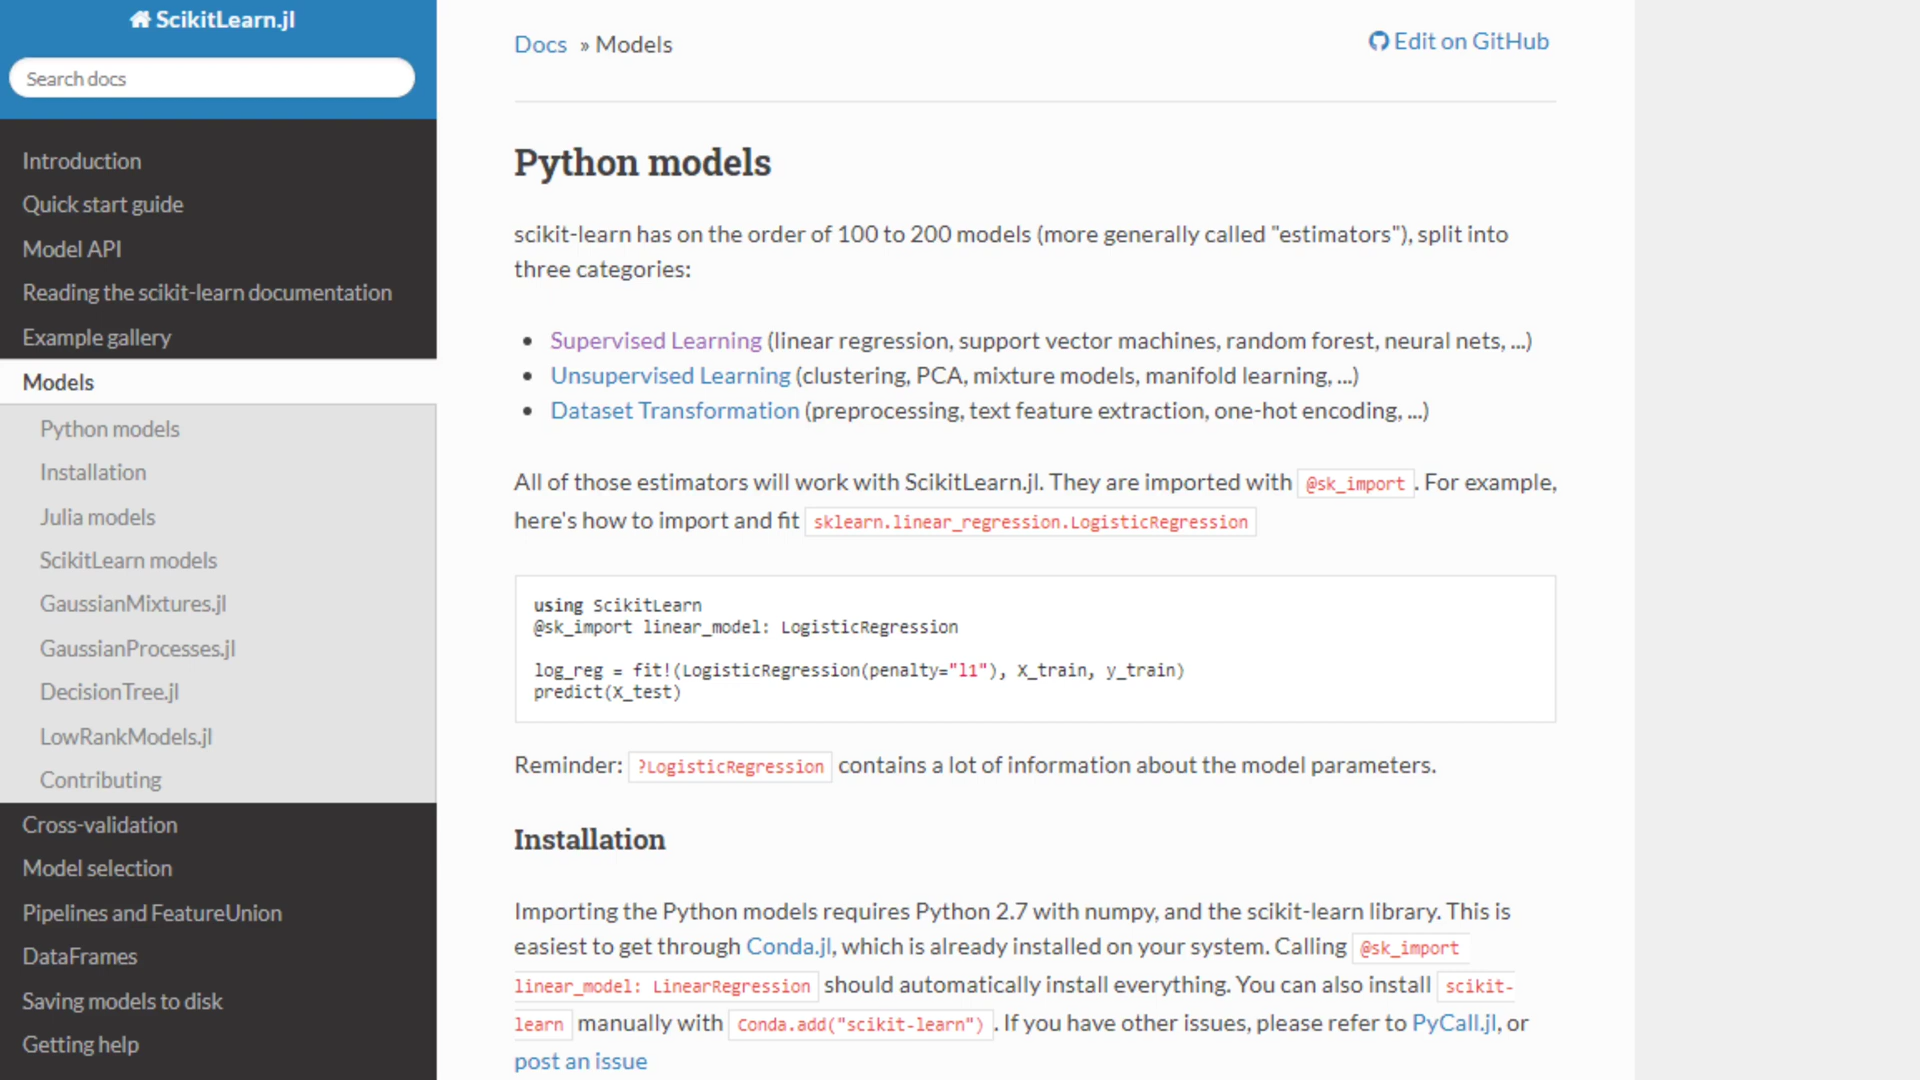 ScikitLearn.jl
Search docs
Introduction
Quick start guide
Model API
Reading the scikit-learn documentation
Example gallery
Models
Python models
Installation
Julia models
ScikitLearn models
GaussianMixtures.jl
GaussianProcesses.jl
DecisionTree.jl
LowRankModels.jl
Contributing
Cross-validation
Model selection
Pipelines and FeatureUnion
DataFrames
Saving models to disk
Getting help
Docs » Models
Edit on GitHub
Python models
scikit-learn has on the order of 100 to 200 models (more generally called "estimators"), split into
three categories:
• Supervised Learning (linear regression, support vector machines, random forest, neural nets, ...)
• Unsupervised Learning (clustering, PCA, mixture models, manifold learning, ...)
• Dataset Transformation (preprocessing, text feature extraction, one-hot encoding, ...)
All of those estimators will work with ScikitLearn.jl. They are imported with @sk_import . For example,
here's how to import and fit sklearn.linear_regression.LogisticRegression
using ScikitLearn
@sk_import linear_model: LogisticRegression
log_reg = fit!(LogisticRegression(penalty="l1"), X_train, y_train)
predict(X_test)
Reminder: ?LogisticRegression contains a lot of information about the model parameters.
Installation
Importing the Python models requires Python 2.7 with numpy, and the scikit-learn library. This is
easiest to get through Conda.jl, which is already installed on your system. Calling @sk_import
linear_model: LinearRegression should automatically install everything. You can also install scikit-
learn manually with Conda.add("scikit-learn") . If you have other issues, please refer to PyCall.jl, or
post an issue